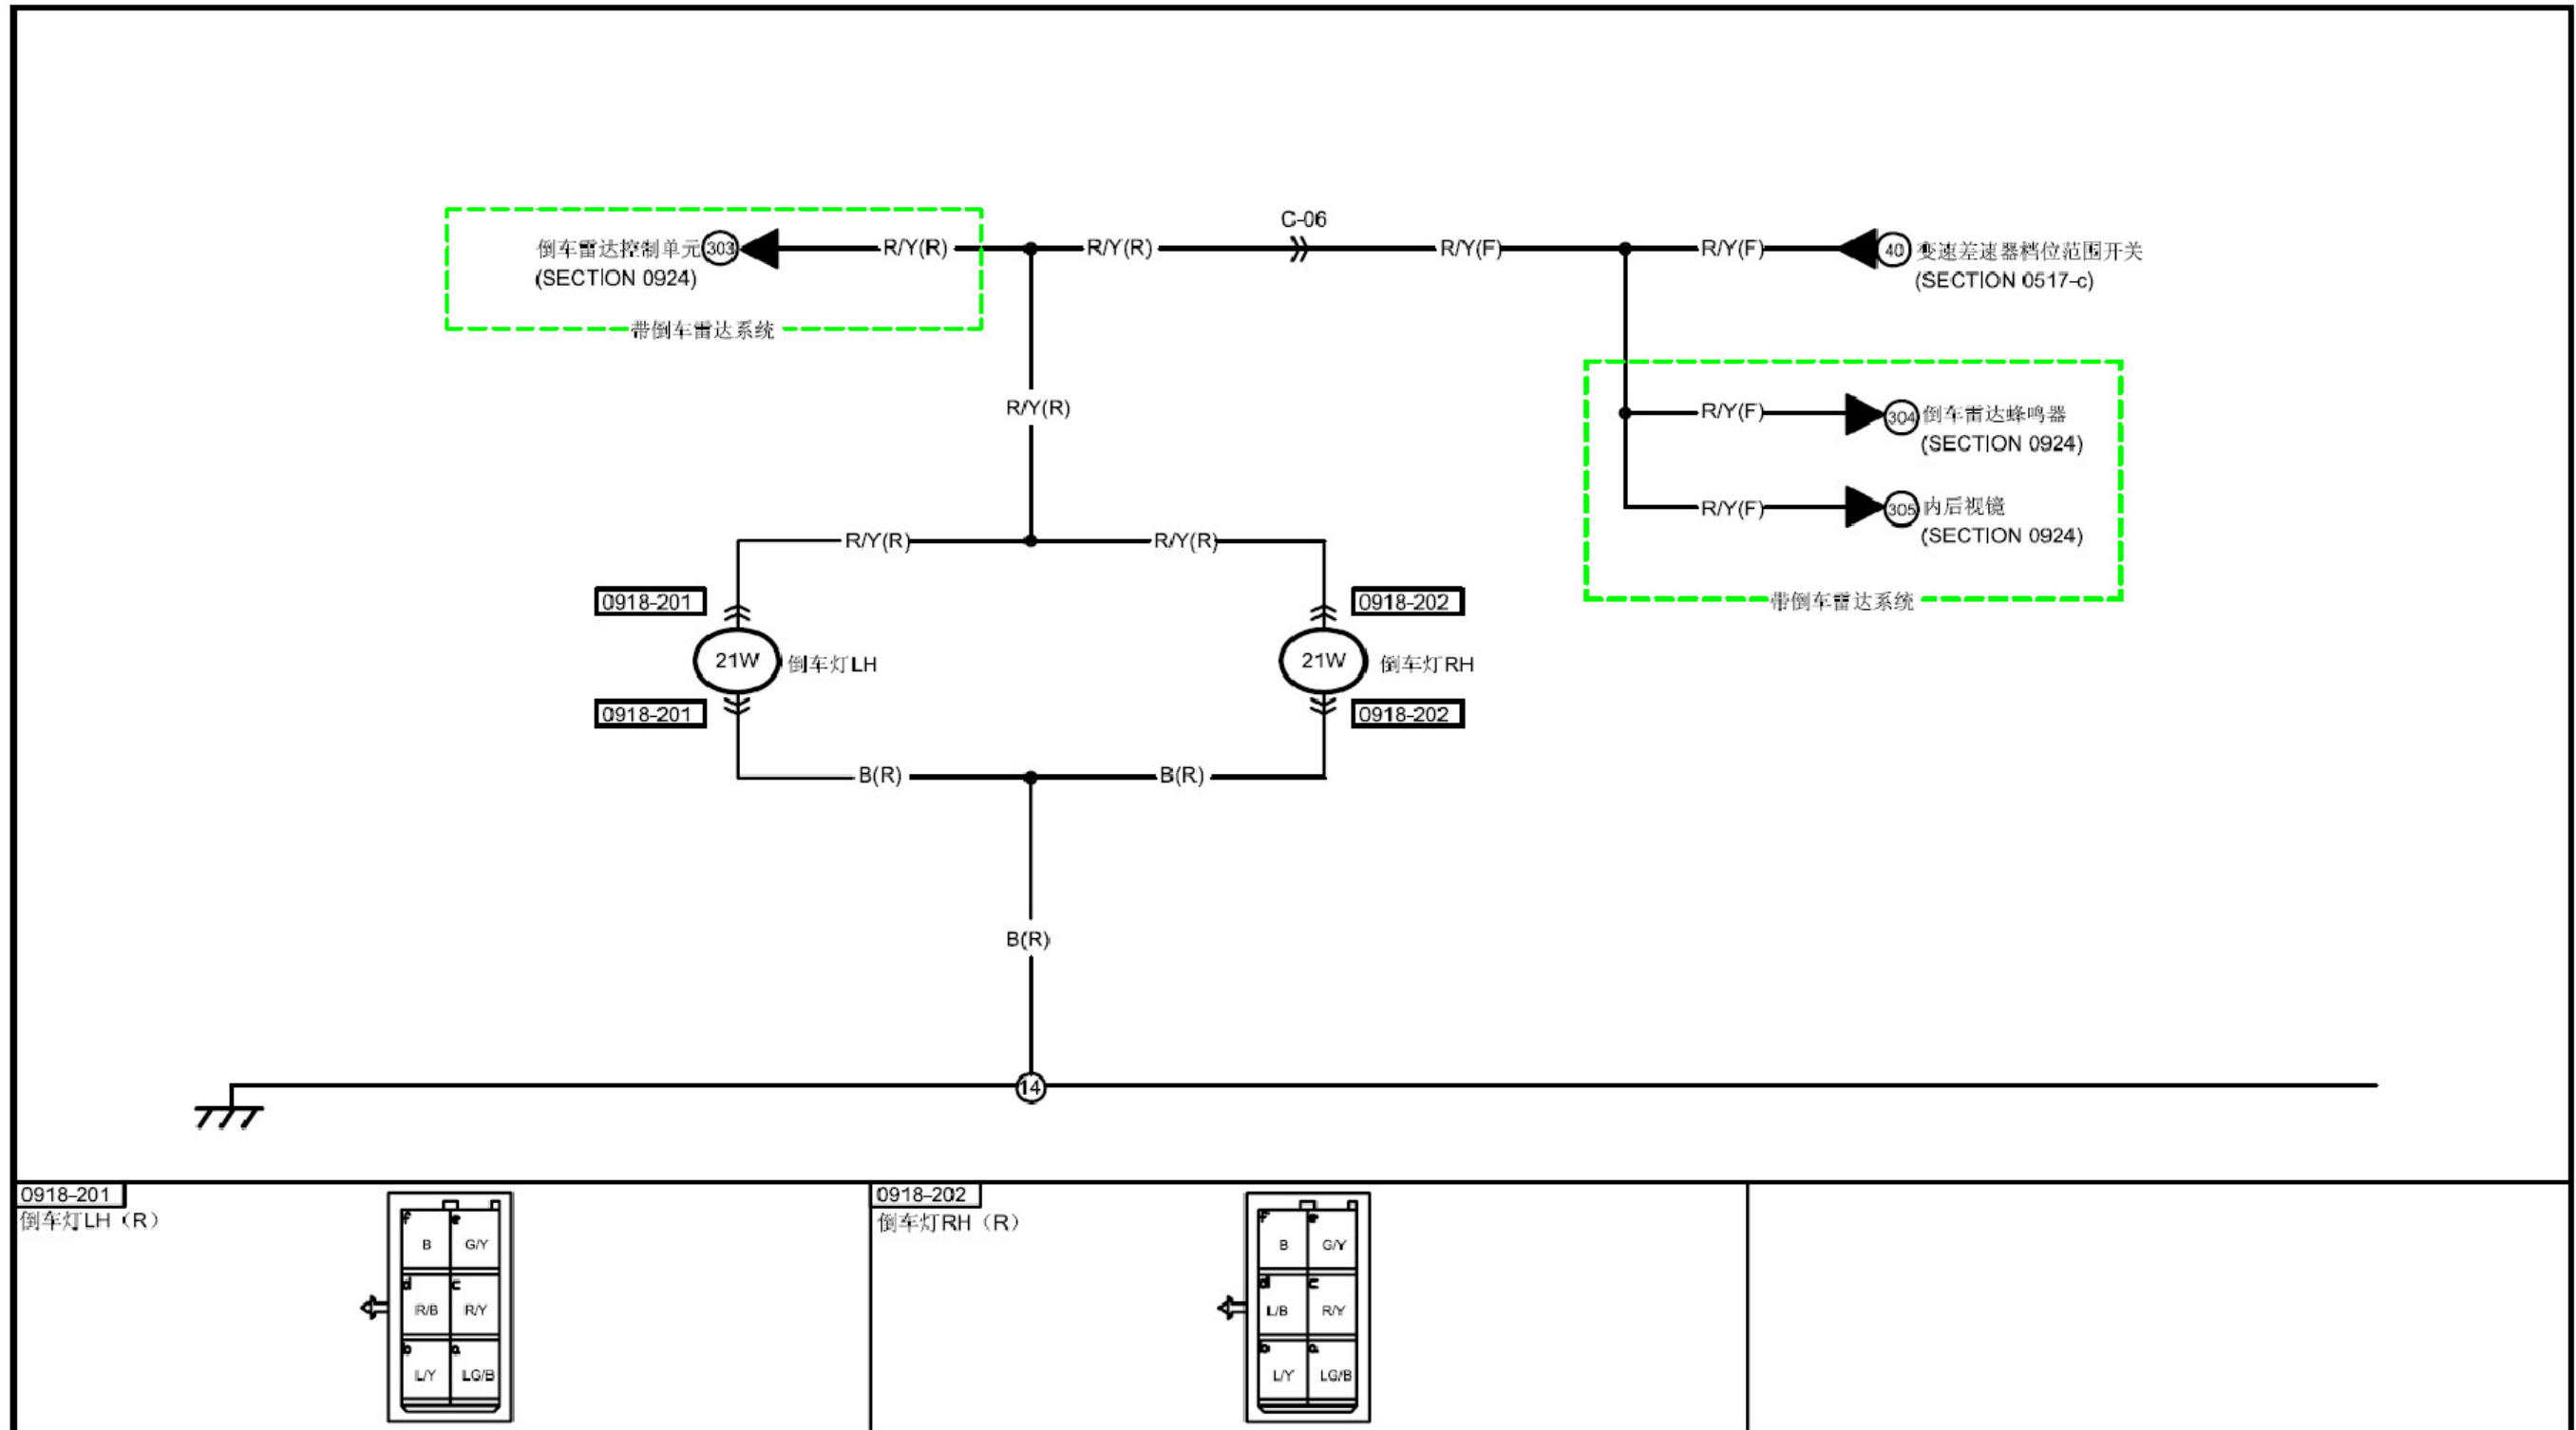 C-06
倒车雷达控制单元 303 R/Y(R) R/Y(R) R/Y(F) R/Y(F) 40 变速差速器档位范围开关
(SECTION 0924)
(SECTION 0517-c)
带倒车雷达系统
R/Y(R)
R/Y(F) 304 倒车雷达蜂鸣器
(SECTION 0924)
R/Y(F) 305 内后视镜
(SECTION 0924)
带倒车雷达系统
R/Y(R) R/Y(R)
0918-201
0918-202
21W 倒车灯LH
21W 倒车灯RH
0918-201
0918-202
B(R) B(R)
B(R)
14
0918-201
倒车灯LH（R）
f e
B G/Y
d c
R/B R/Y
b a
L/Y LG/B
0918-202
倒车灯RH（R）
f e
B G/Y
d c
L/B R/Y
b a
L/Y LG/B